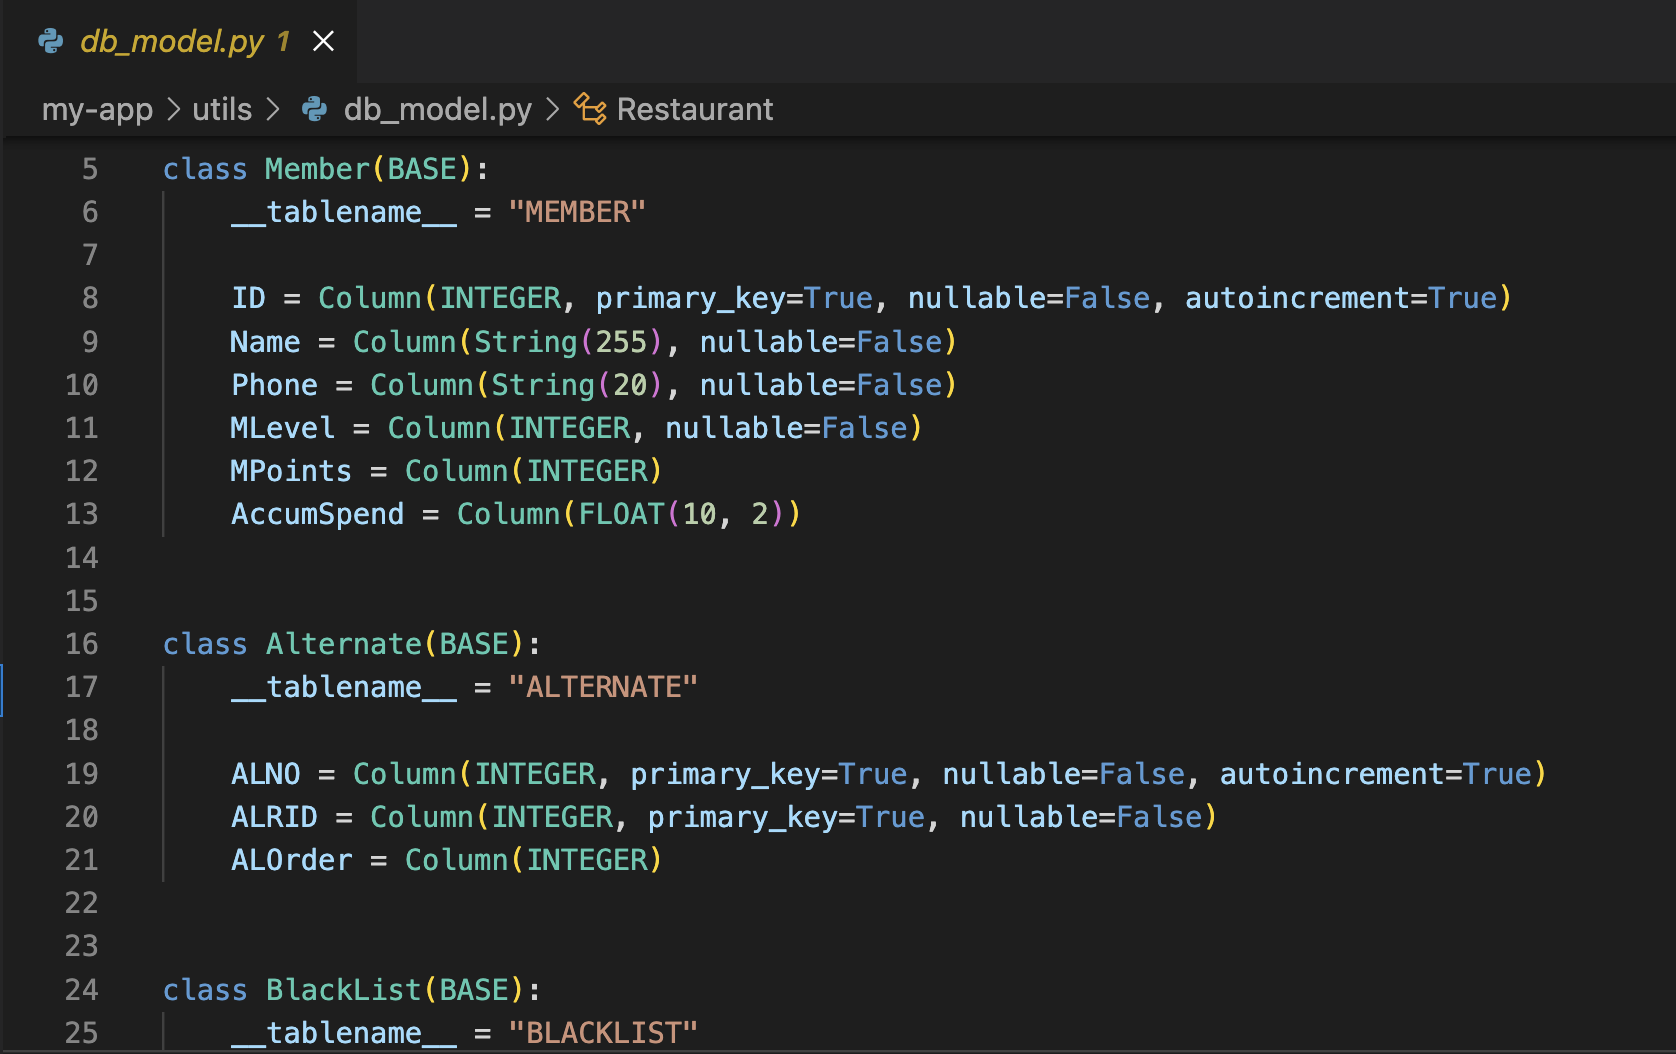 db_model.py 1
my-app > utils > db_model.py > Restaurant
5 class Member(BASE):
6 __tablename__ = "MEMBER"
7
8 ID = Column(INTEGER, primary_key=True, nullable=False, autoincrement=True)
9 Name = Column(String(255), nullable=False)
10 Phone = Column(String(20), nullable=False)
11 MLevel = Column(INTEGER, nullable=False)
12 MPoints = Column(INTEGER)
13 AccumSpend = Column(FLOAT(10, 2))
14
15
16 class Alternate(BASE):
17 __tablename__ = "ALTERNATE"
18
19 ALNO = Column(INTEGER, primary_key=True, nullable=False, autoincrement=True)
20 ALRID = Column(INTEGER, primary_key=True, nullable=False)
21 ALOrder = Column(INTEGER)
22
23
24 class BlackList(BASE):
25 __tablename__ = "BLACKLIST"